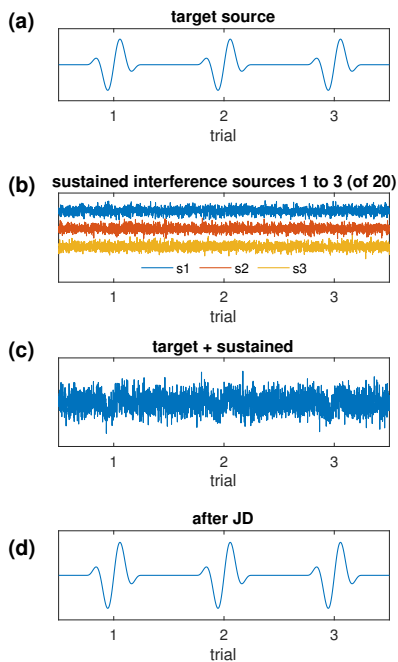 (a) target source
1 2 3
trial
(b) sustained interference sources 1 to 3 (of 20)
s1 s2 s3
1 2 3
trial
(c) target + sustained
1 2 3
trial
(d) after JD
1 2 3
trial